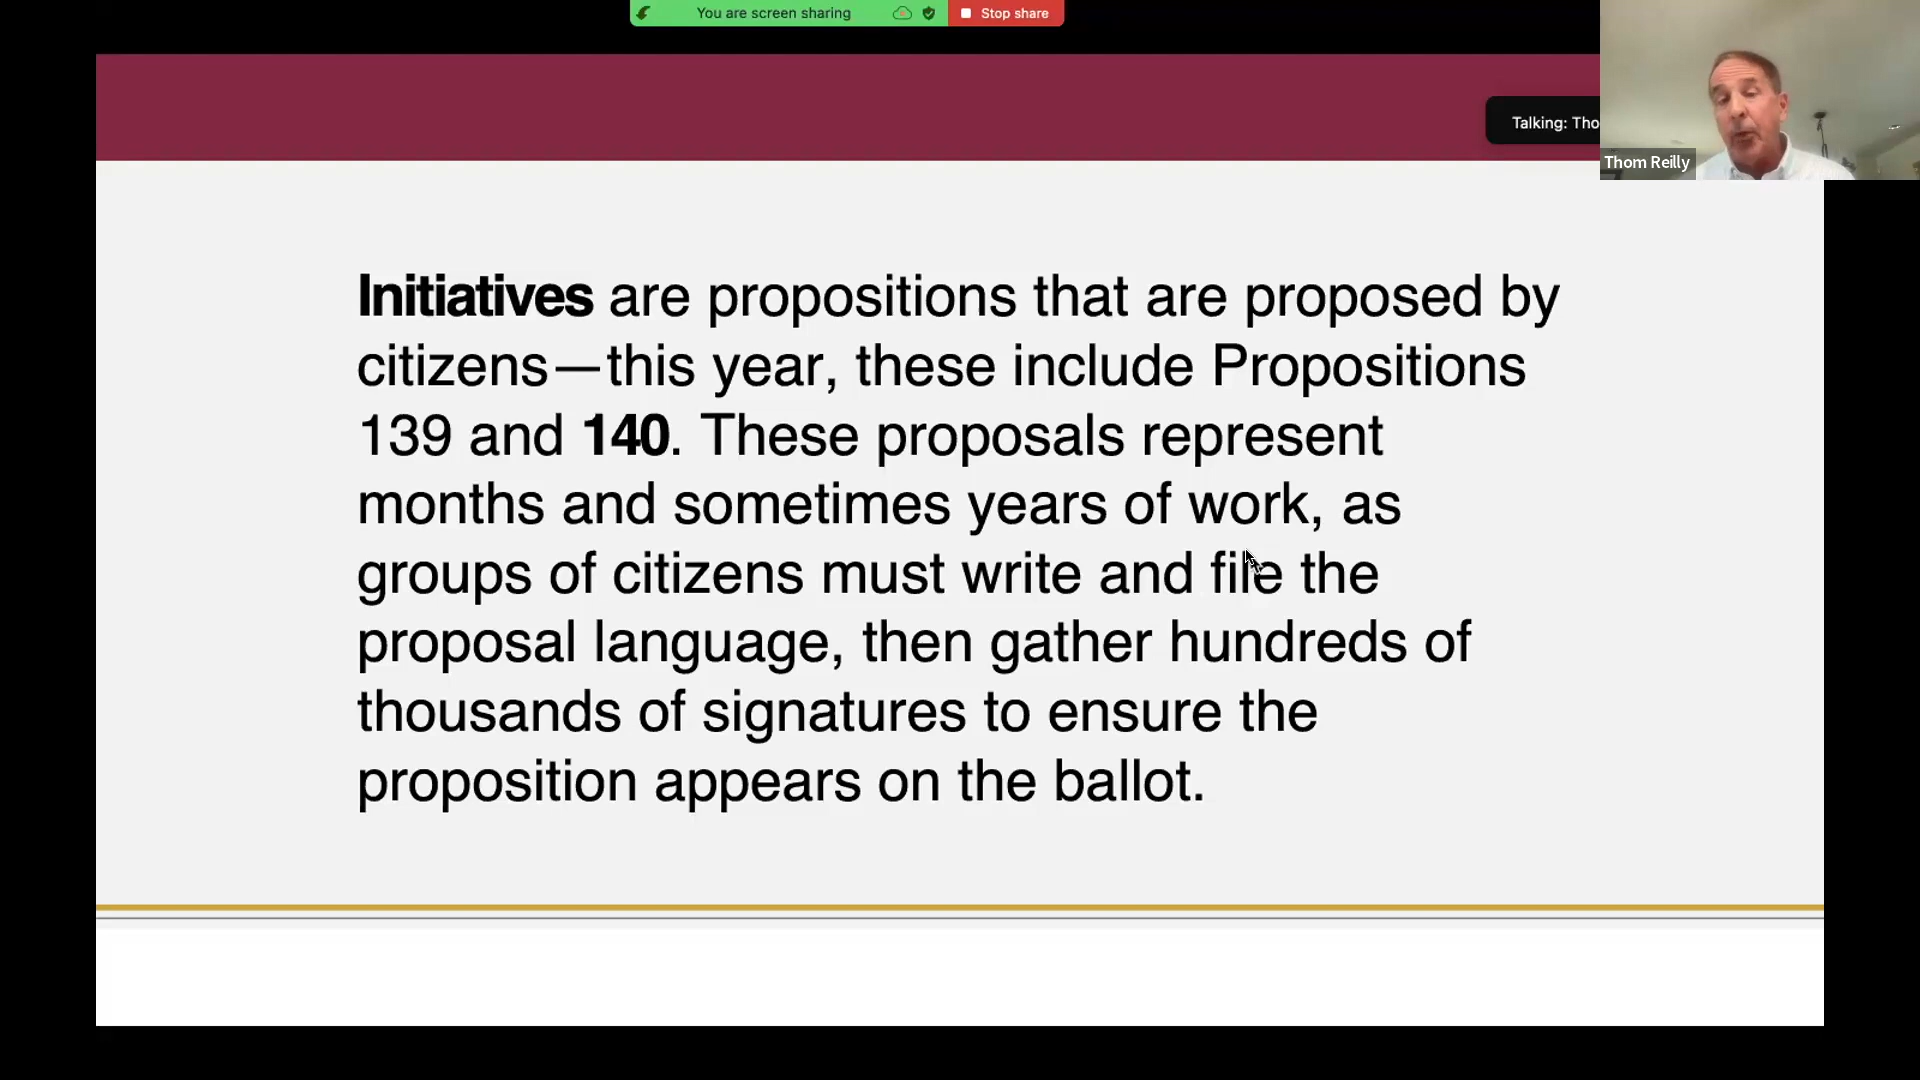 You are screen sharing
Stop share
Talking: Tho
Thom Reilly
Initiatives are propositions that are proposed by
citizens—this year, these include Propositions
139 and 140. These proposals represent
months and sometimes years of work, as
groups of citizens must write and file the
proposal language, then gather hundreds of
thousands of signatures to ensure the
proposition appears on the ballot.